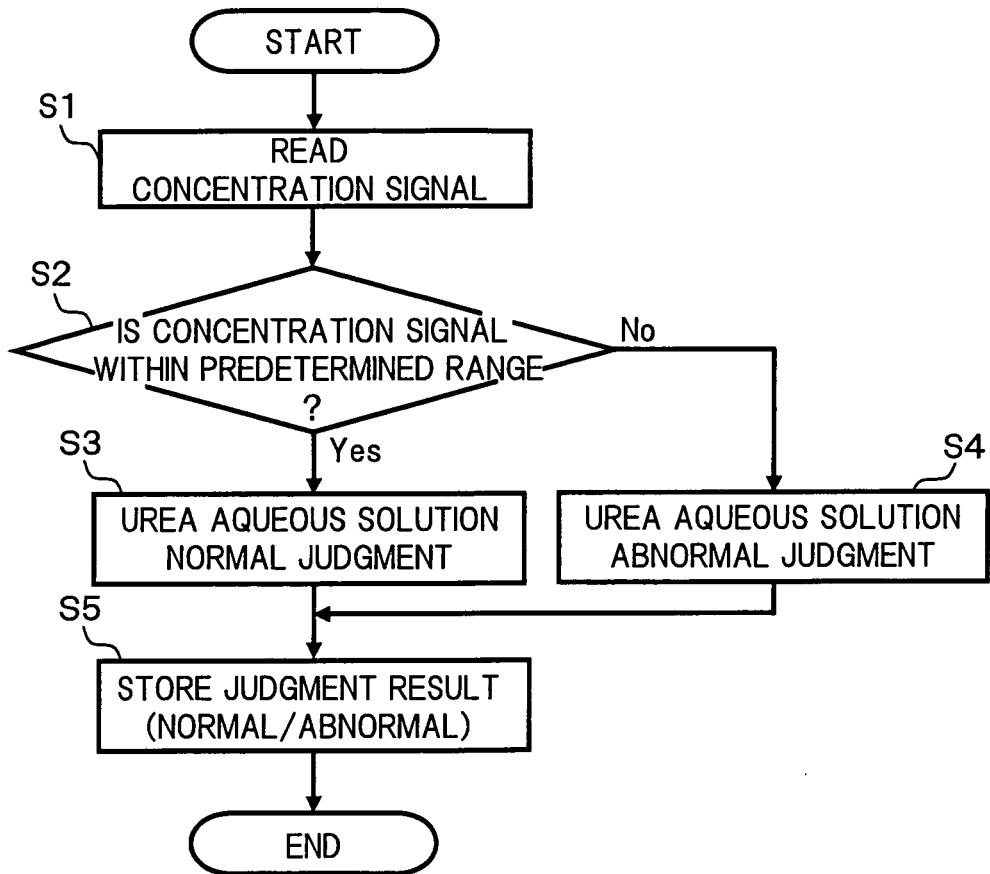 START
S1
READ
CONCENTRATION SIGNAL
S2
IS CONCENTRATION SIGNAL
WITHIN PREDETERMINED RANGE
?
No
Yes
S3
UREA AQUEOUS SOLUTION
NORMAL JUDGMENT
S4
UREA AQUEOUS SOLUTION
ABNORMAL JUDGMENT
S5
STORE JUDGMENT RESULT
(NORMAL/ABNORMAL)
END